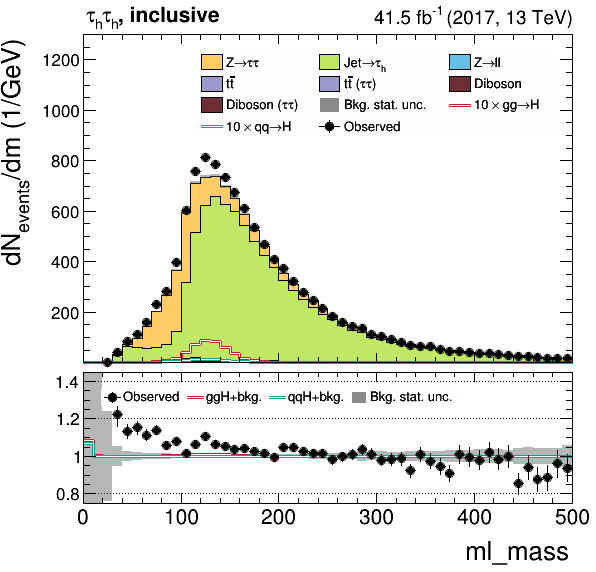 τhτh, inclusive 41.5 fb⁻¹ (2017, 13 TeV)
dNevents/dm (1/GeV)
1200
1000
800
600
400
200
Z→ττ Jet→τh Z→ll
tt̄ tt̄ (ττ) Diboson
Diboson (ττ) Bkg. stat. unc. 10 × gg→H
10 × qq→H Observed
1.4
1.2
1
0.8
Observed ggH+bkg. qqH+bkg. Bkg. stat. unc.
0 100 200 300 400 500
ml_mass